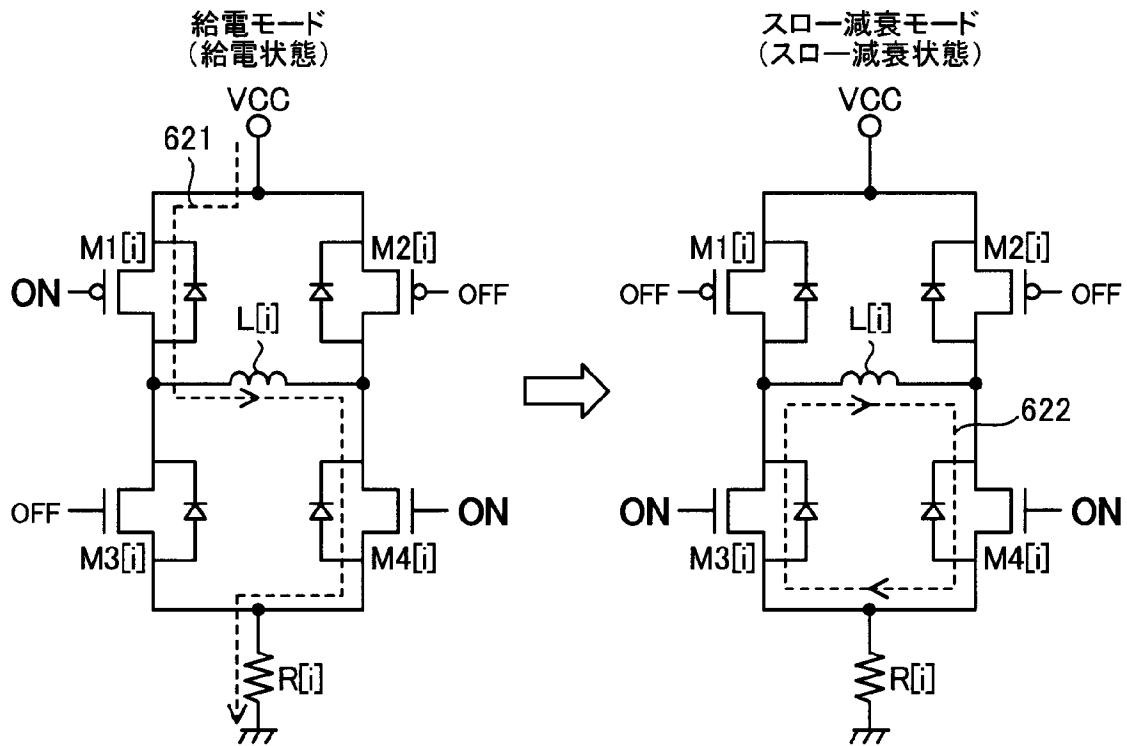 給電モード
(給電状態)
VCC
621
M1[i]
M2[i]
ON
OFF
L[i]
OFF
ON
M3[i]
M4[i]
R[i]
スロー減衰モード
(スロー減衰状態)
VCC
M1[i]
M2[i]
OFF
OFF
L[i]
622
ON
ON
M3[i]
M4[i]
R[i]